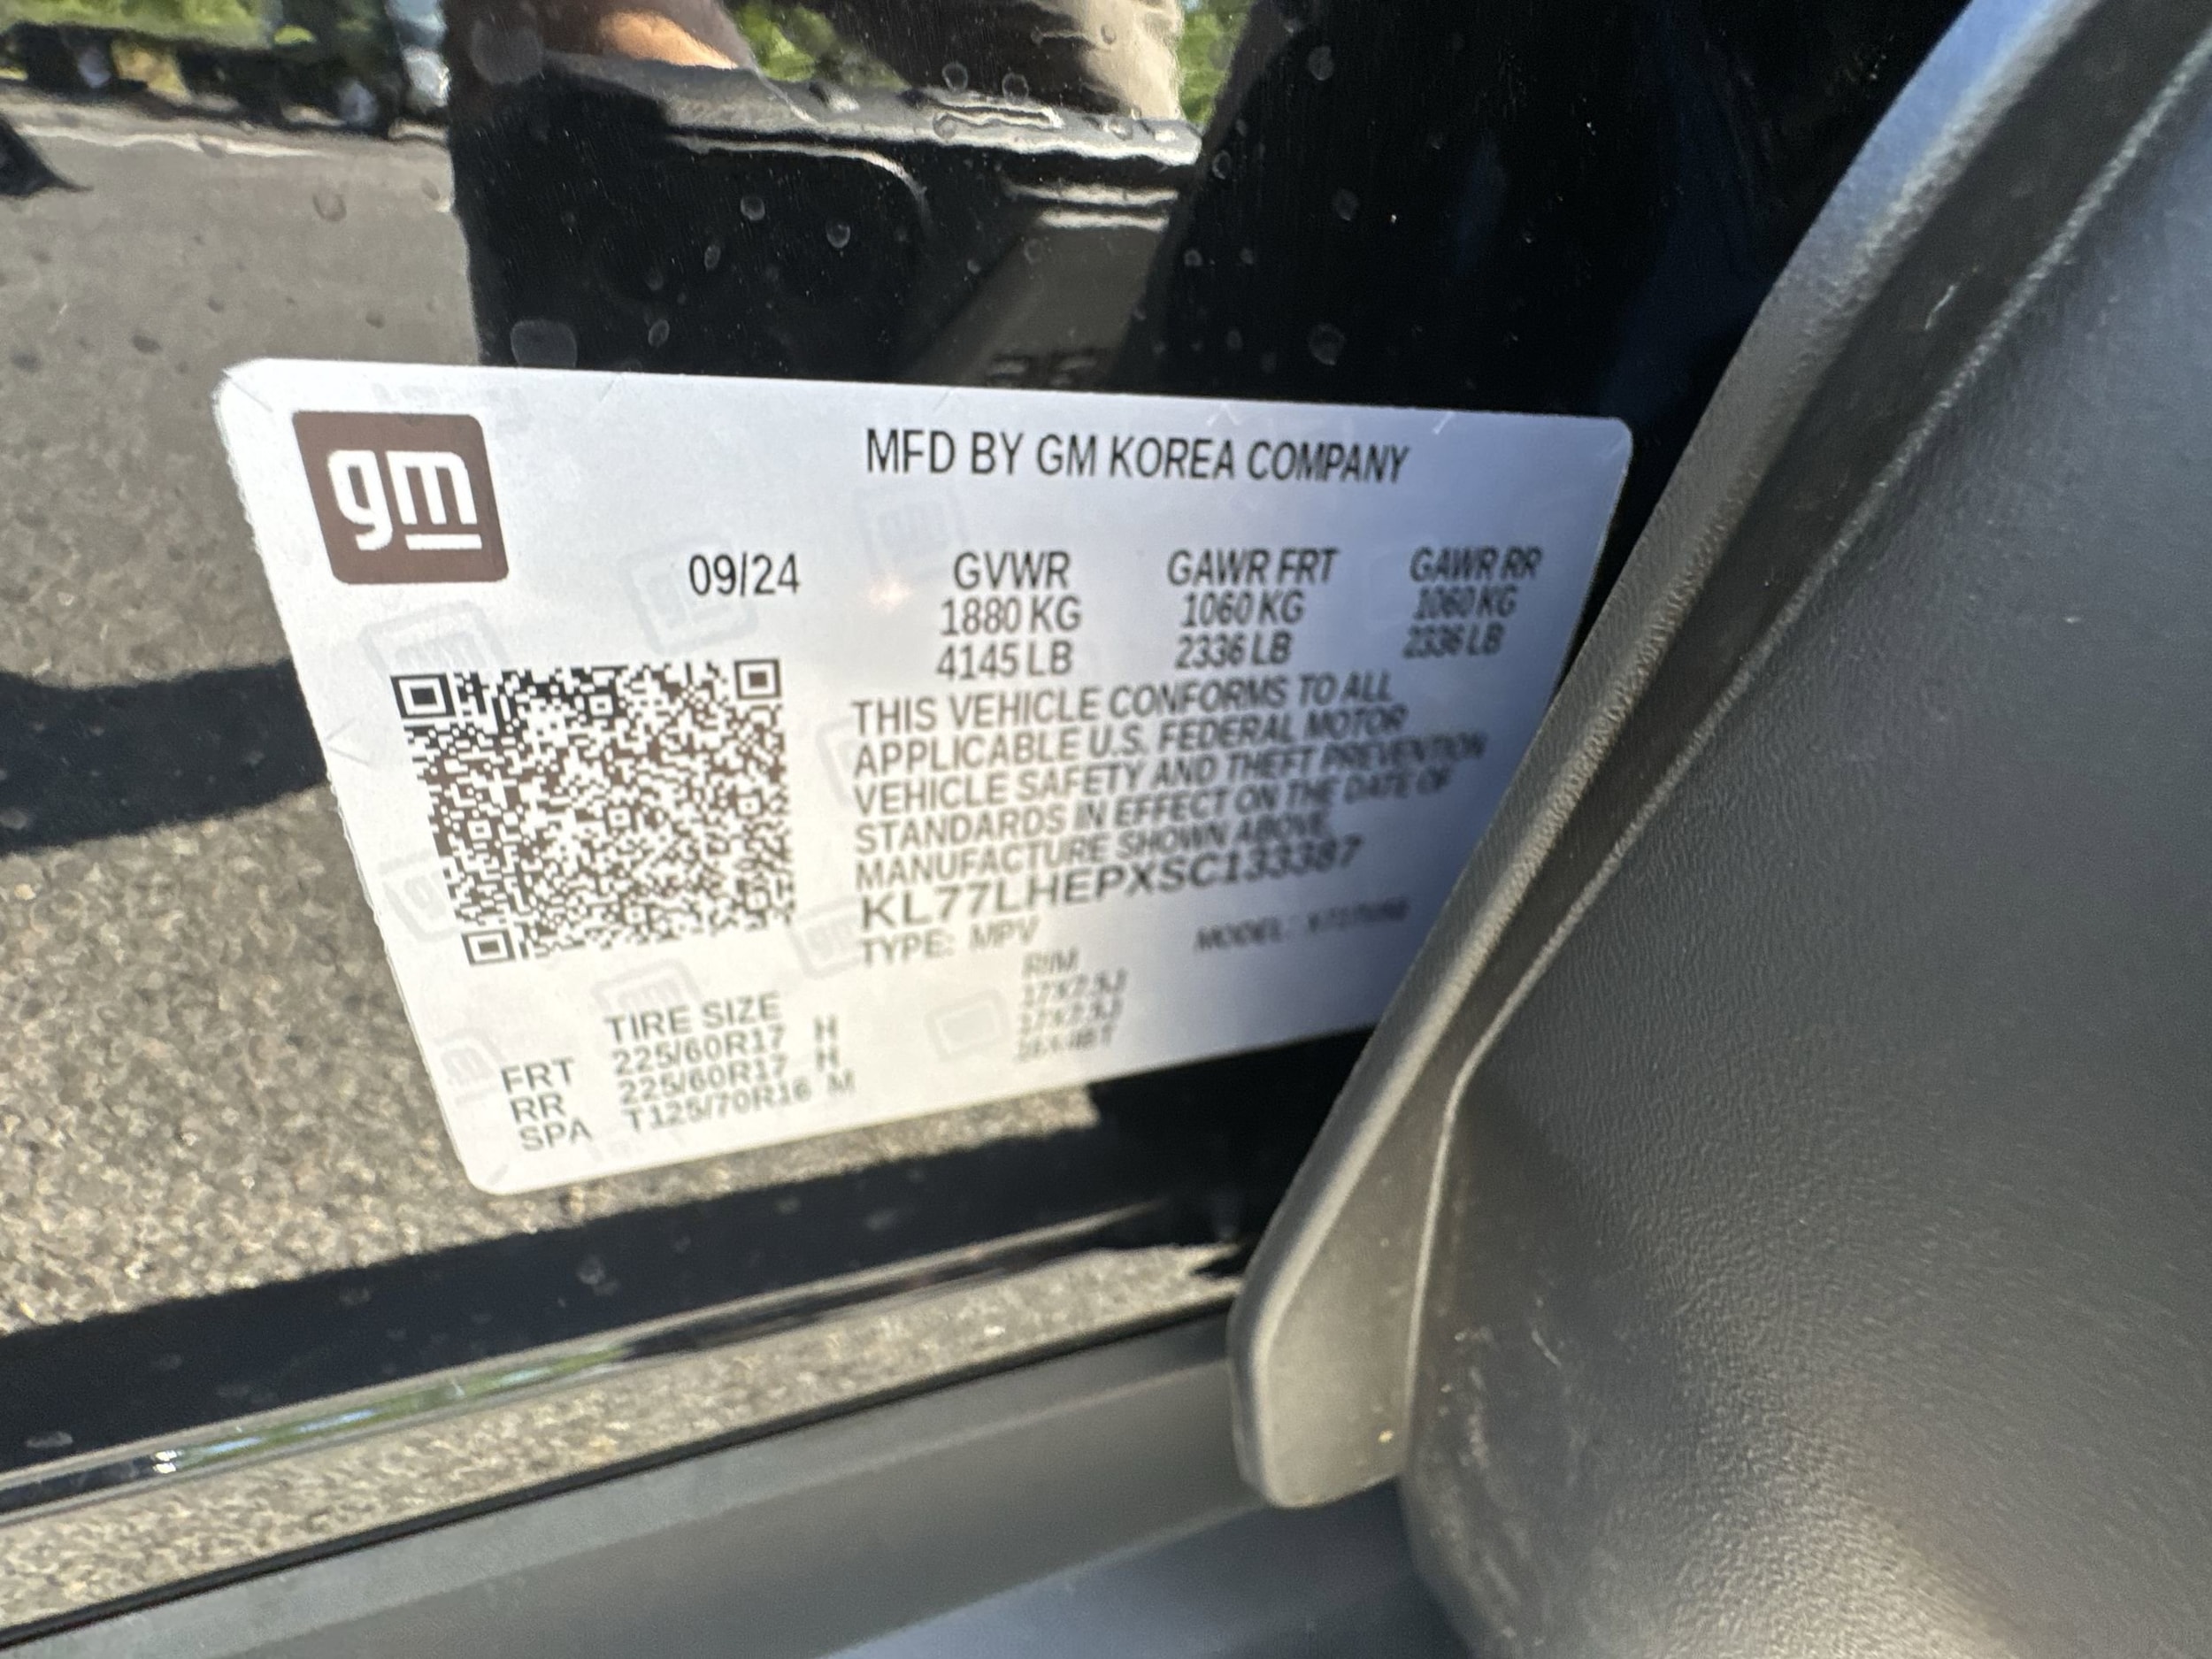 gm
MFD BY GM KOREA COMPANY
09/24
GVWR GAWR FRT GAWR RR
1880 KG 1060 KG 1060 KG
4145 LB 2336 LB 2336 LB
THIS VEHICLE CONFORMS TO ALL
APPLICABLE U.S. FEDERAL MOTOR
VEHICLE SAFETY AND THEFT PREVENTION
STANDARDS IN EFFECT ON THE DATE OF
MANUFACTURE SHOWN ABOVE.
KL77LHEPXSC133387
TYPE: MPV MODEL:
TIRE SIZE RIM
FRT 225/60R17 H
RR 225/60R17 H
SPA T125/70R16 M